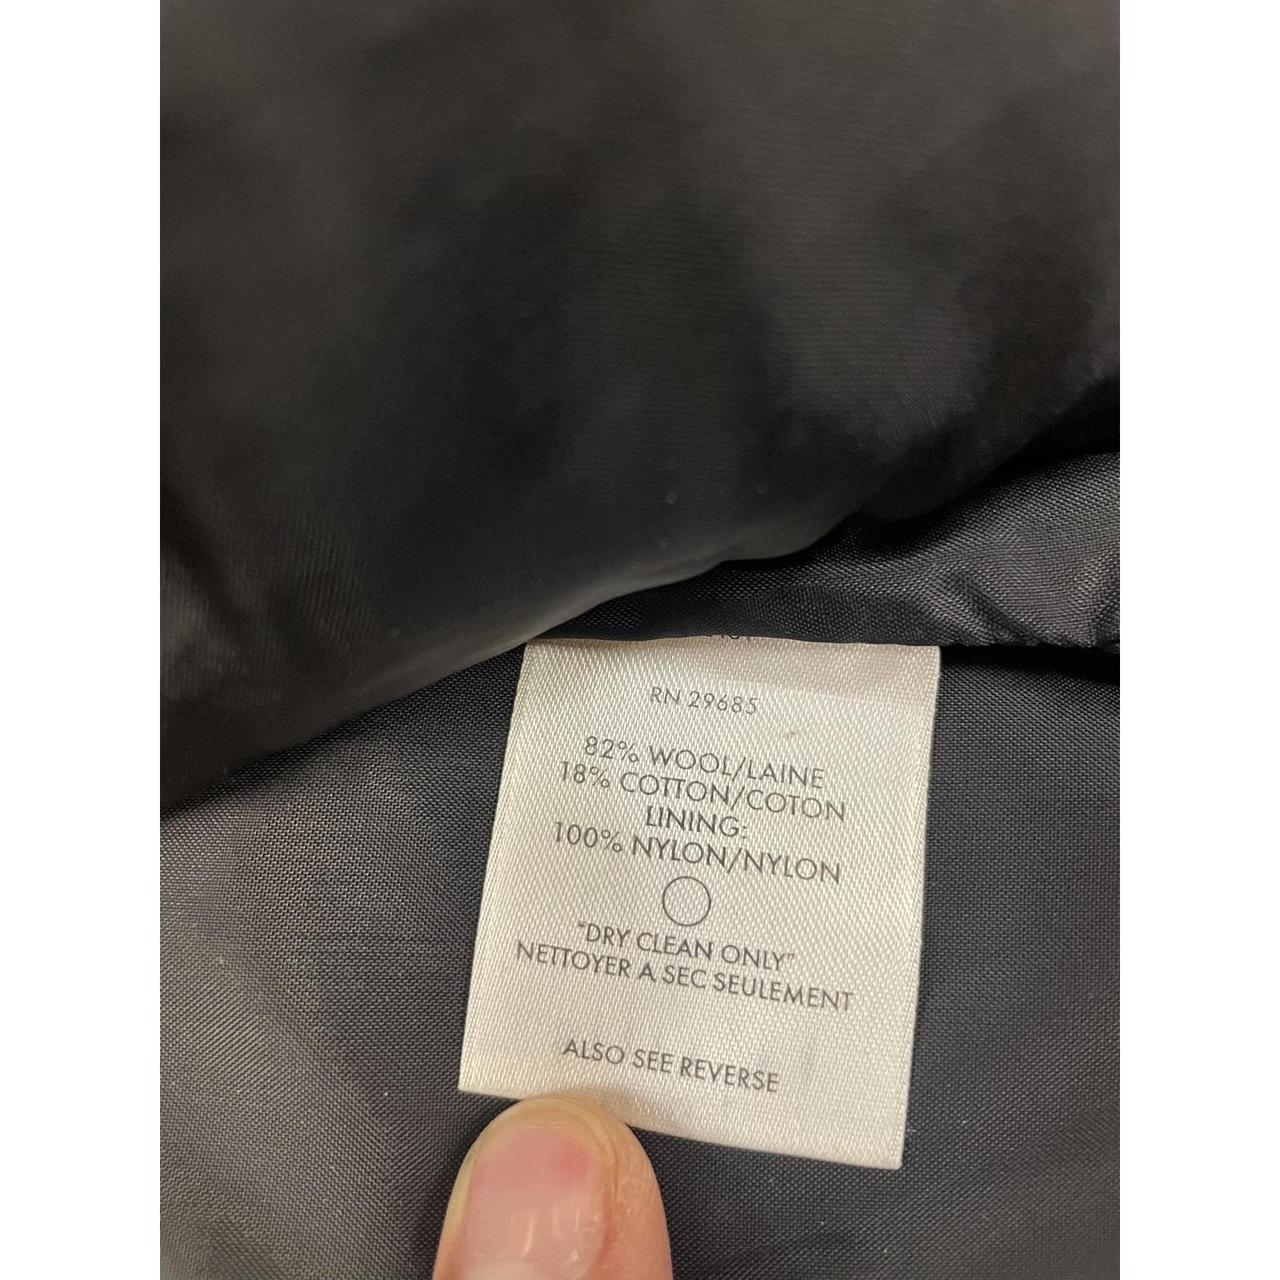 RN 29685
82% WOOL/LAINE
18% COTTON/COTON
LINING:
100% NYLON/NYLON
"DRY CLEAN ONLY"
NETTOYER A SEC SEULEMENT
ALSO SEE REVERSE